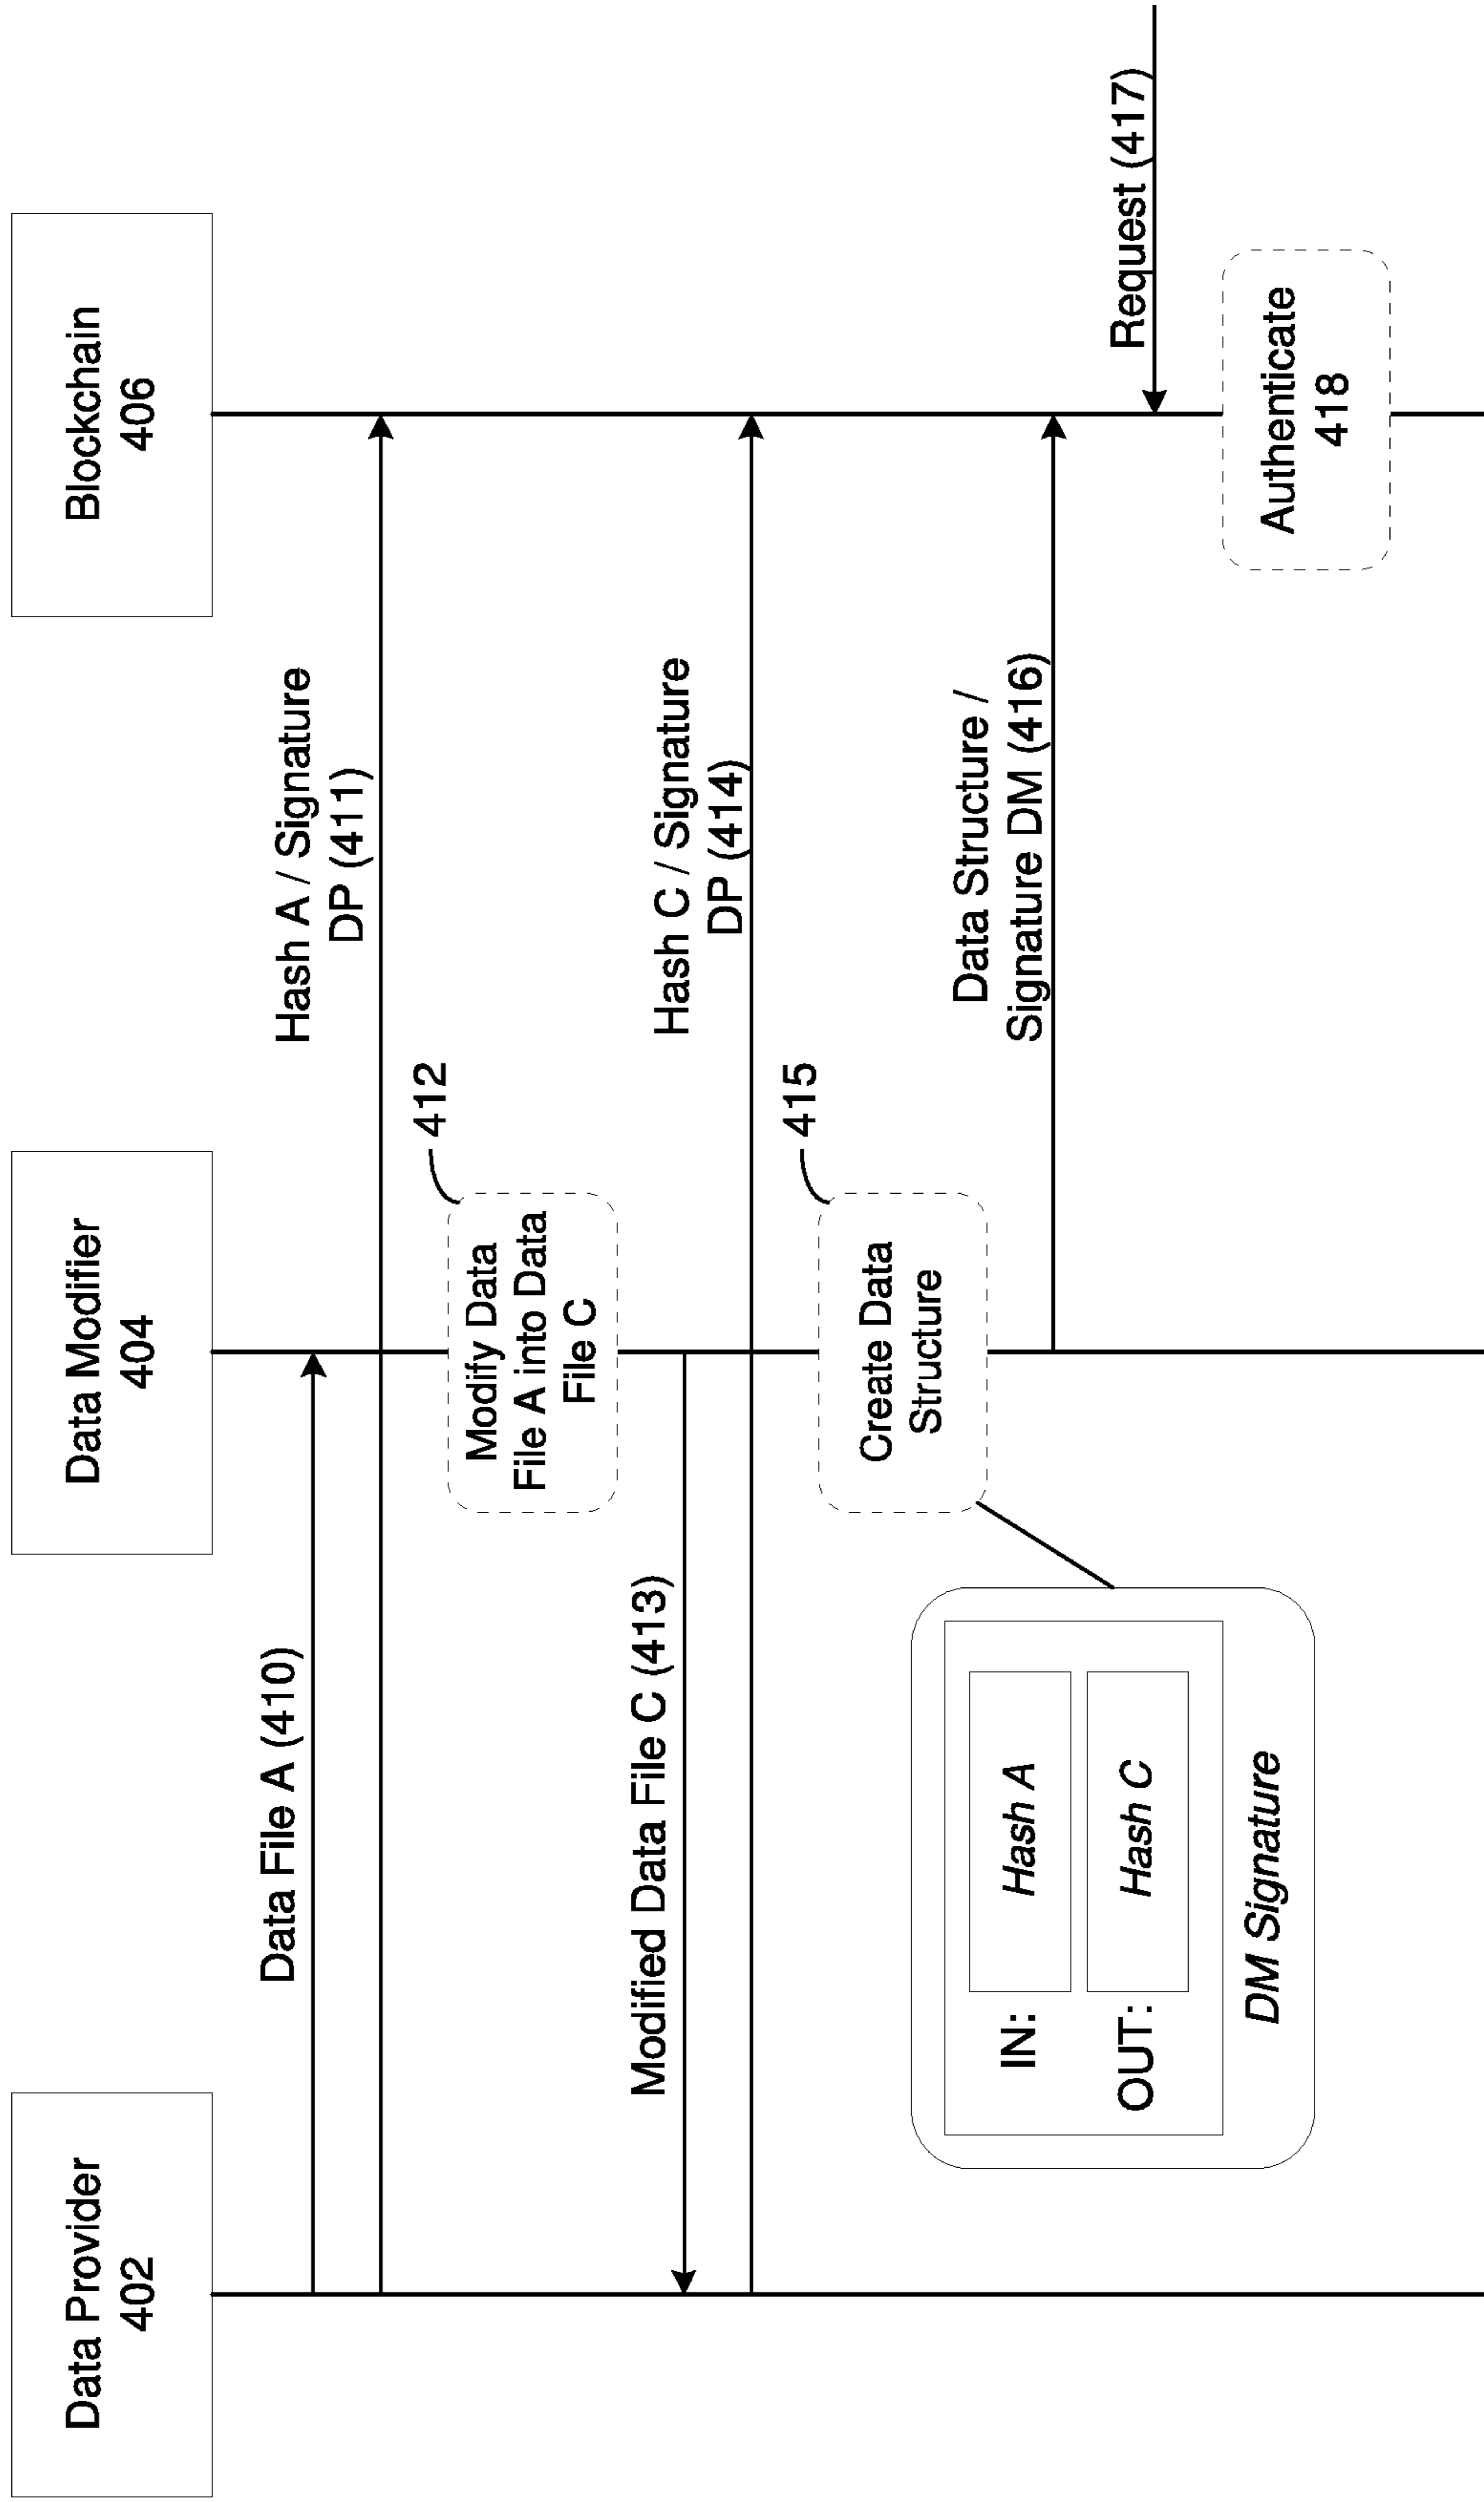 Data Provider
402
Data Modifier
404
Blockchain
406
Data File A (410)
Hash A / Signature
DP (411)
412
Modify Data
File A into Data
File C
Modified Data File C (413)
Hash C / Signature
DP (414)
415
Create Data
Structure
IN:
Hash A
OUT:
Hash C
DM Signature
Data Structure /
Signature DM (416)
Request (417)
Authenticate
418